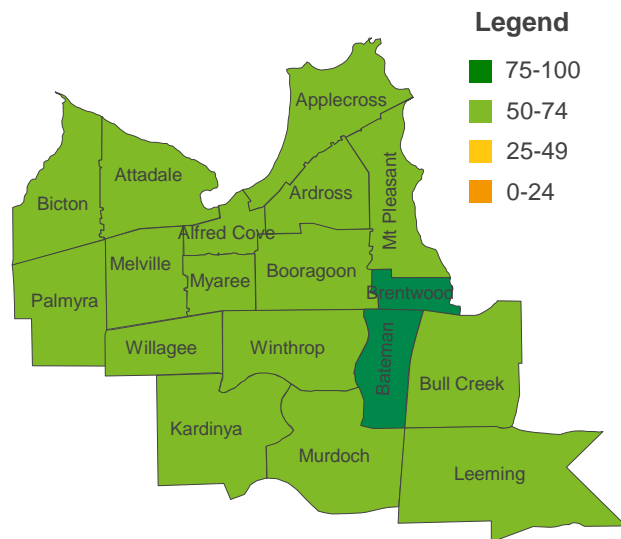 Legend
75-100
50-74
25-49
0-24
Applecross
Attadale
Ardross
Bicton
Mt Pleasant
Alfred Cove
Melville
Booragoon
Myaree
Palmyra
Brentwood
Willagee
Winthrop
Bateman
Bull Creek
Kardinya
Murdoch
Leeming